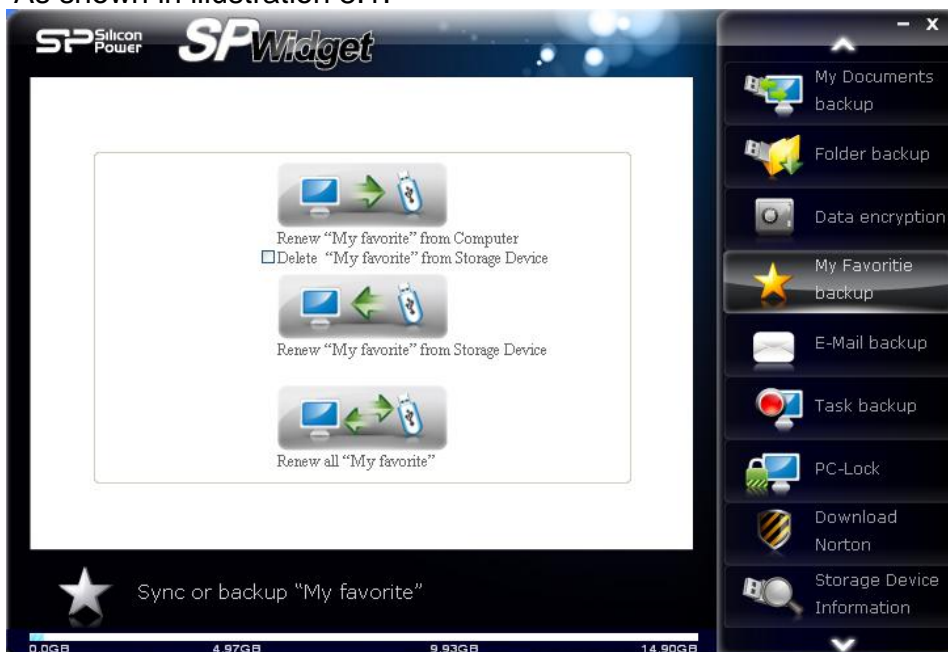 As shown in illustration 5.1.
SP Silicon Power
SPWidget
- x
My Documents
backup
Folder backup
Data encryption
My Favoritie
backup
E-Mail backup
Task backup
PC-Lock
Download
Norton
Storage Device
Information
Renew “My favorite” from Computer
Delete “My favorite” from Storage Device
Renew “My favorite” from Storage Device
Renew all “My favorite”
Sync or backup “My favorite”
0.0GB 4.97GB 9.93GB 14.90GB